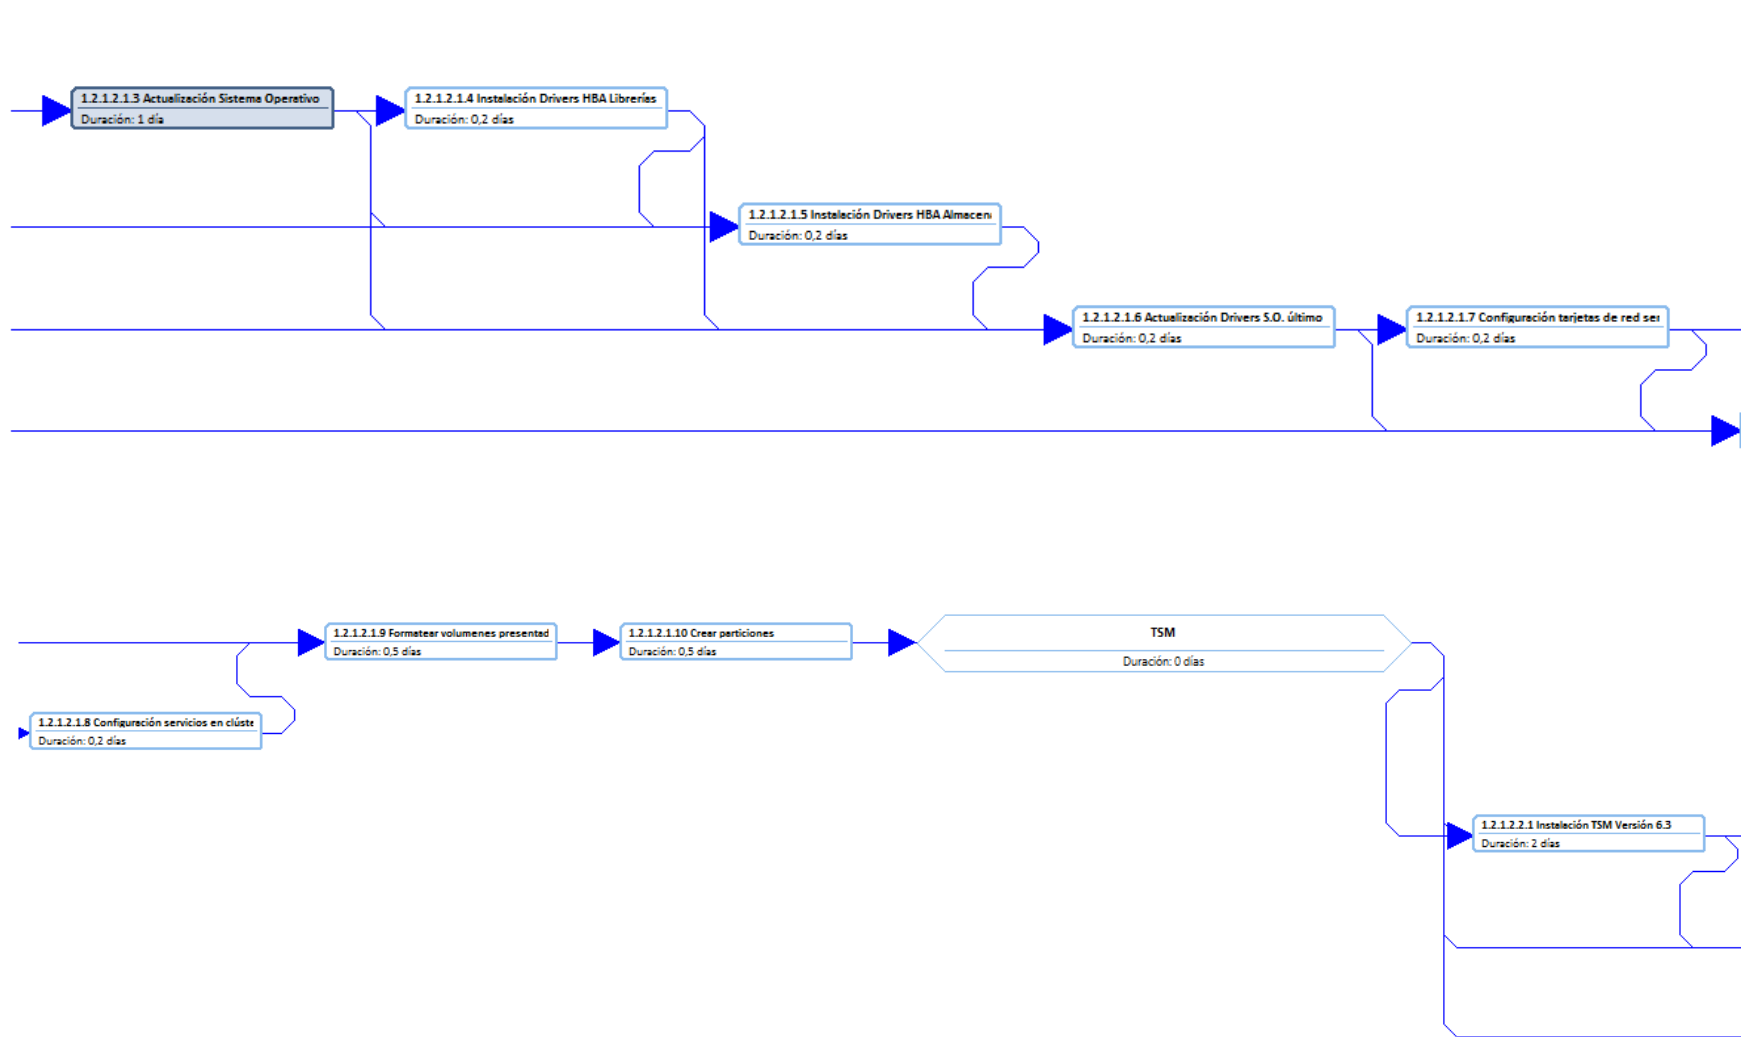 1.2.1.2.1.3 Actualización Sistema Operativo
Duración: 1 día
1.2.1.2.1.4 Instalación Drivers HBA Librerías
Duración: 0,2 días
1.2.1.2.1.5 Instalación Drivers HBA Almacen
Duración: 0,2 días
1.2.1.2.1.6 Actualización Drivers S.O. último
Duración: 0,2 días
1.2.1.2.1.7 Configuración tarjetas de red ser
Duración: 0,2 días
1.2.1.2.1.9 Formatear volumenes presentad
Duración: 0,5 días
1.2.1.2.1.10 Crear particiones
Duración: 0,5 días
TSM
Duración: 0 días
1.2.1.2.1.8 Configuración servicios en clúste
Duración: 0,2 días
1.2.1.2.2.1 Instalación TSM Versión 6.3
Duración: 2 días